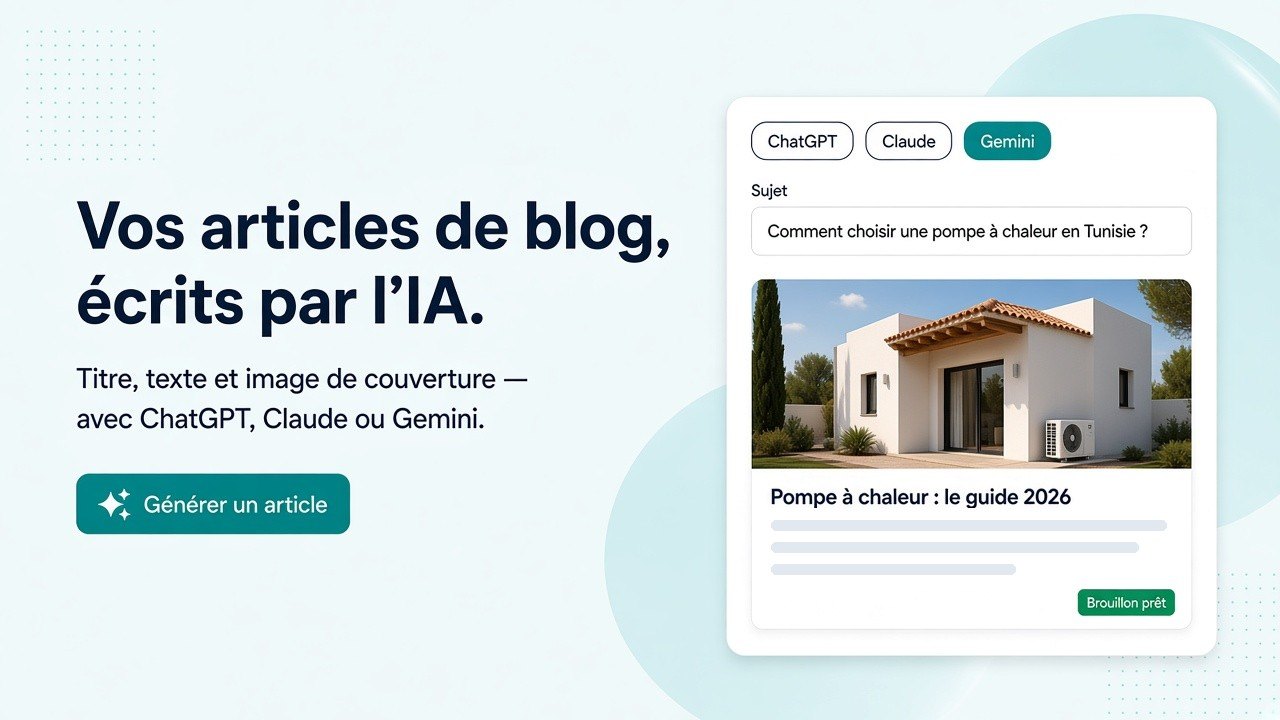 Vos articles de blog,
écrits par l’IA.
Titre, texte et image de couverture —
avec ChatGPT, Claude ou Gemini.
Générer un article
ChatGPT
Claude
Gemini
Sujet
Comment choisir une pompe à chaleur en Tunisie ?
Pompe à chaleur : le guide 2026
Brouillon prêt